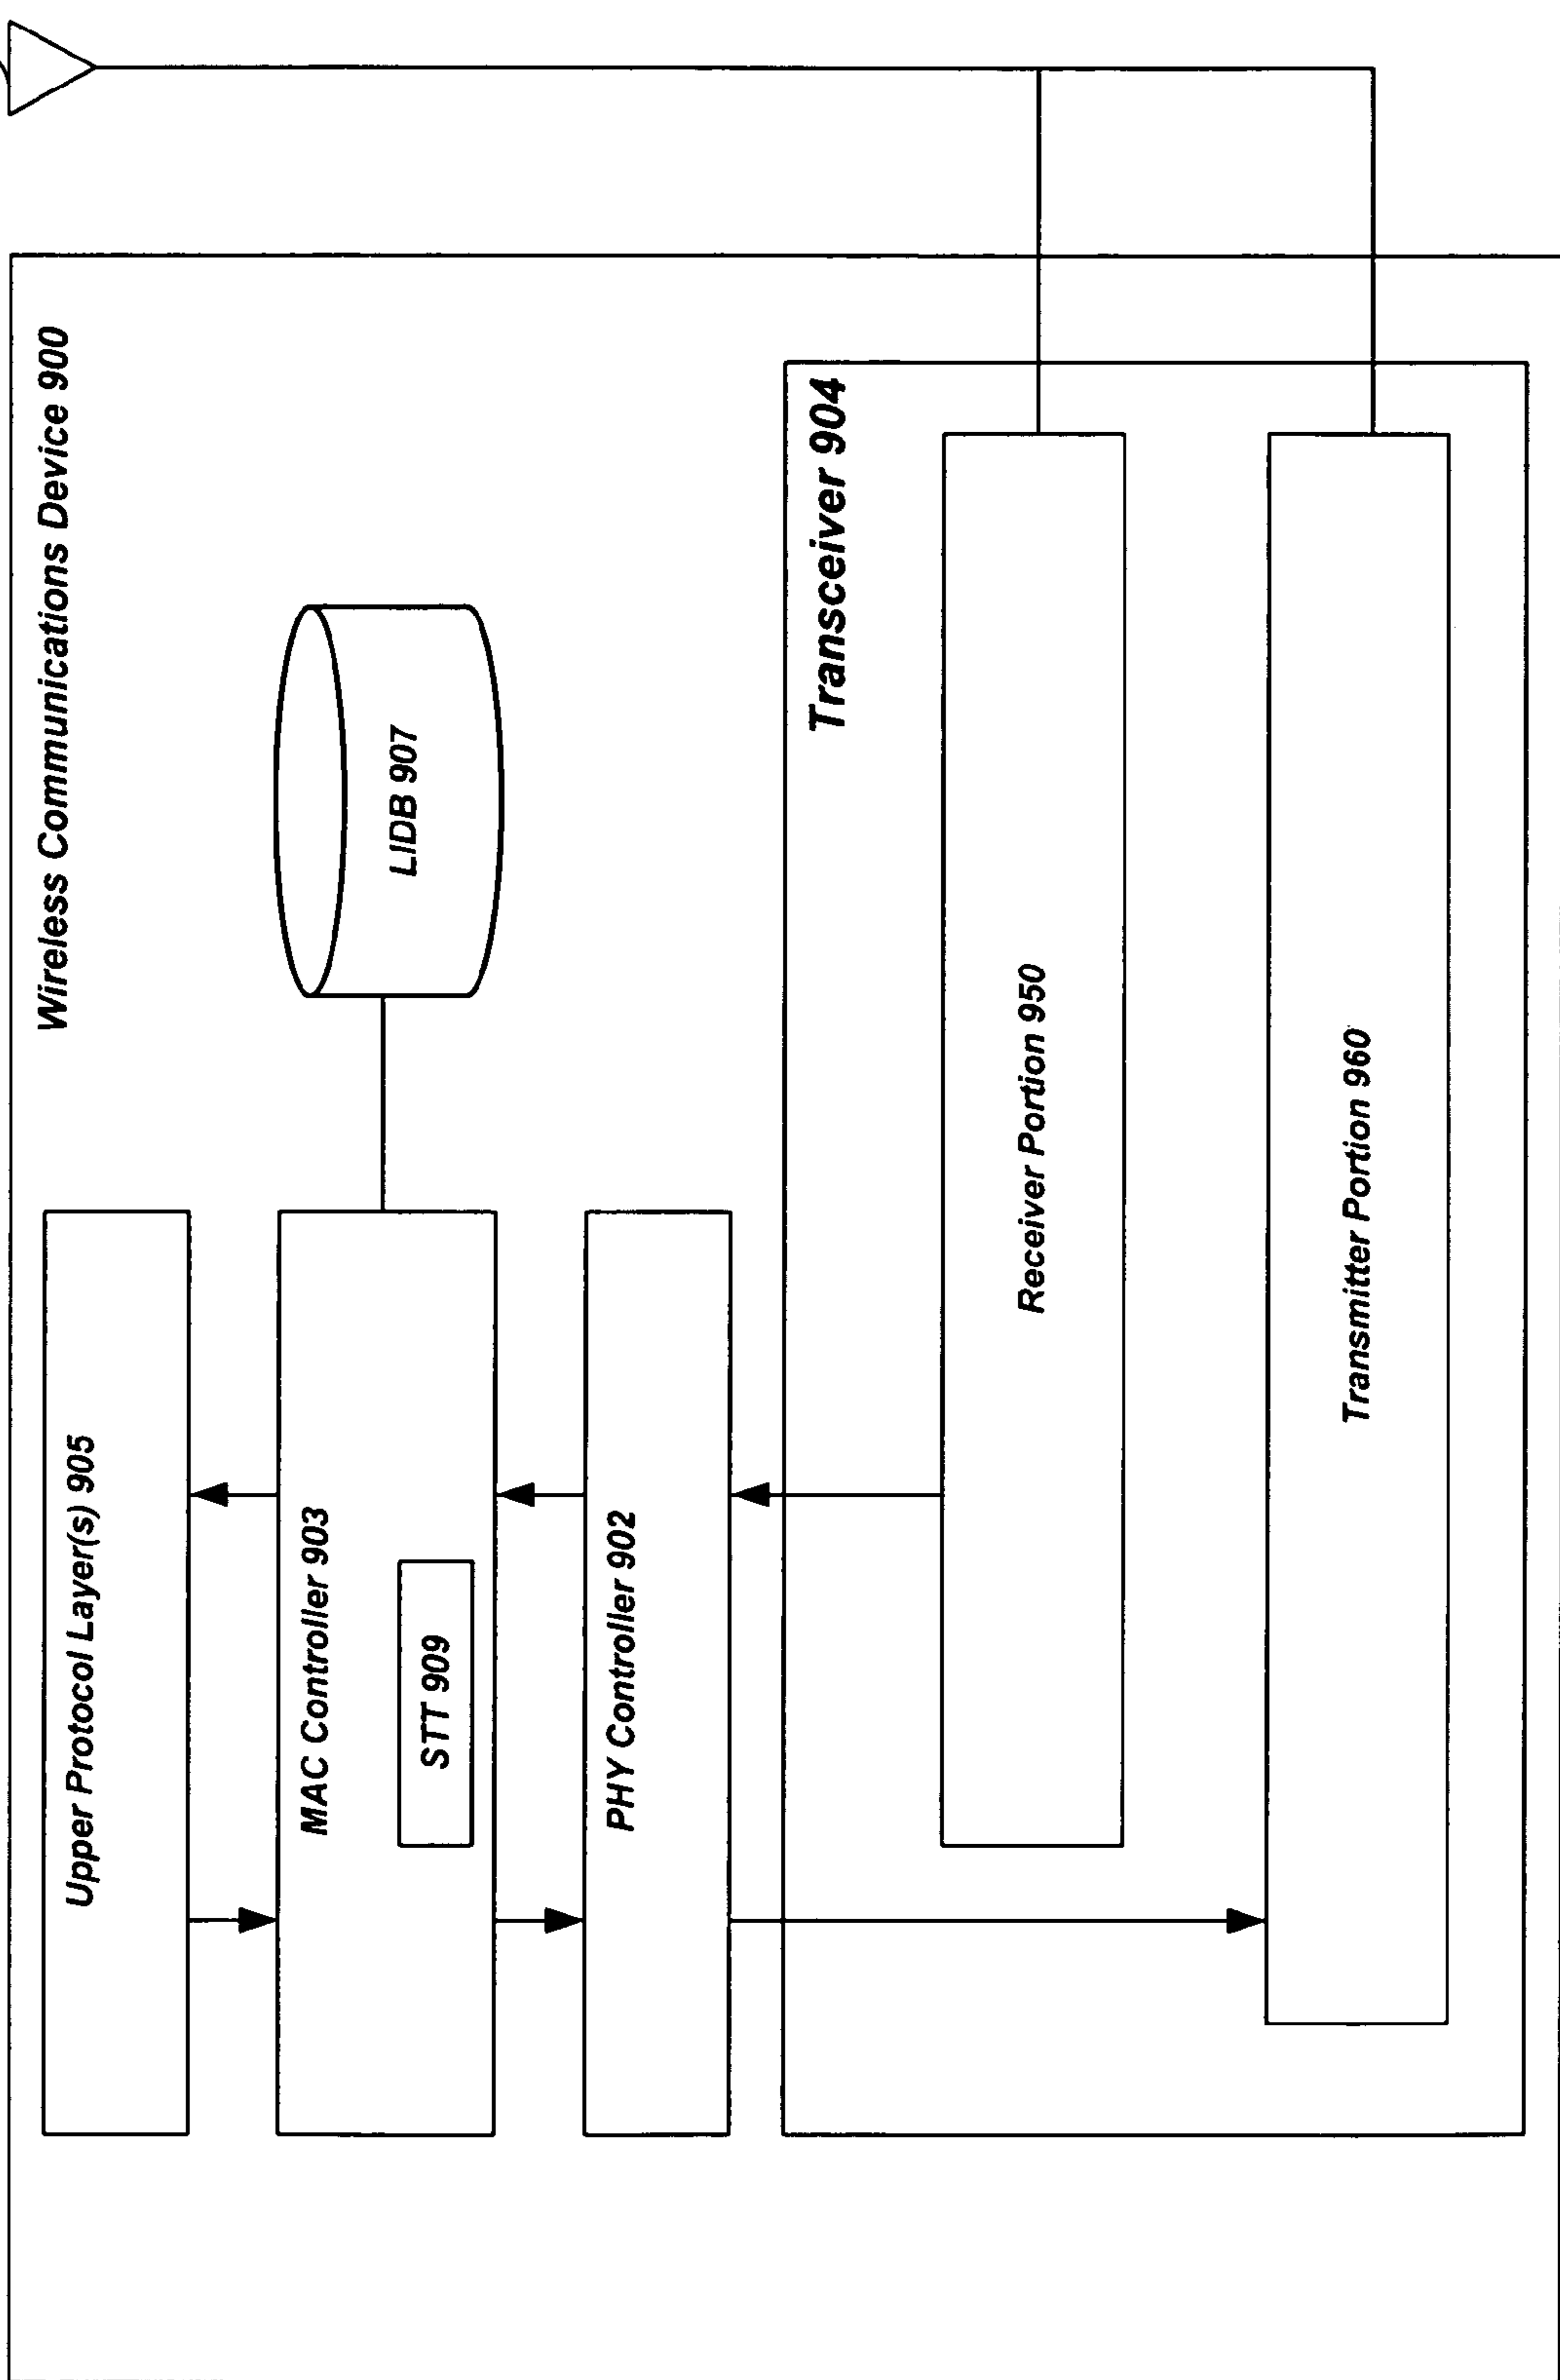 Wireless Communications Device 900
Upper Protocol Layer(s) 905
MAC Controller 903
STT 909
LIDB 907
PHY Controller 902
Transceiver 904
Receiver Portion 950
Transmitter Portion 960